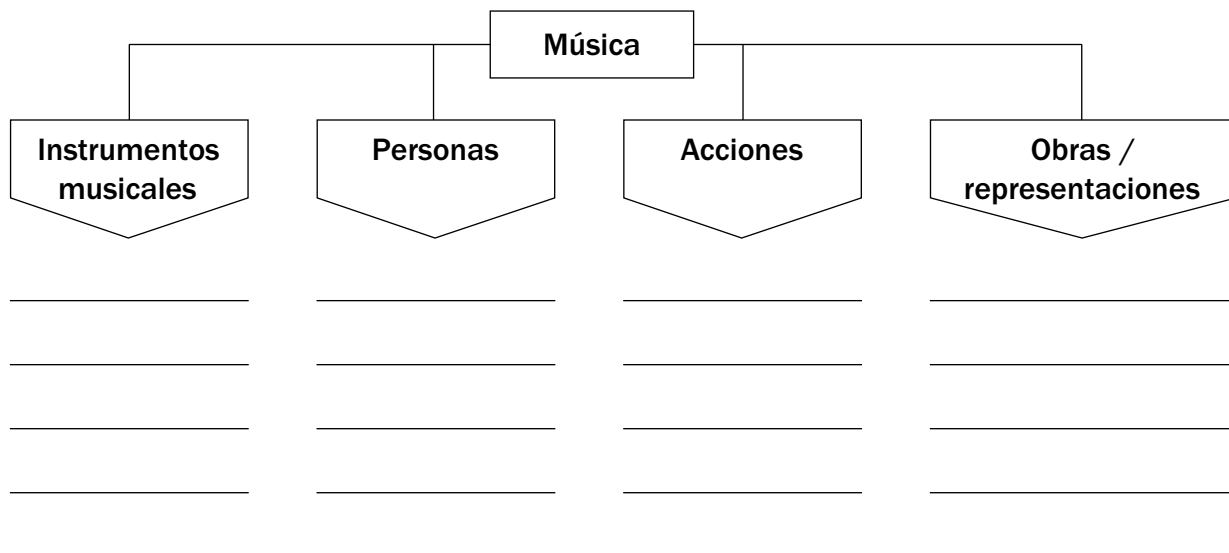 Música
Instrumentos
musicales
Personas
Acciones
Obras /
representaciones